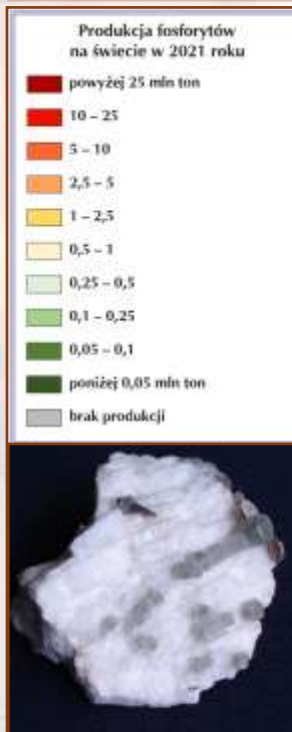 Produkcja fosforytów
na świecie w 2021 roku
powyżej 25 mln ton
10 – 25
5 – 10
2,5 – 5
1 – 2,5
0,5 – 1
0,25 – 0,5
0,1 – 0,25
0,05 – 0,1
poniżej 0,05 mln ton
brak produkcji